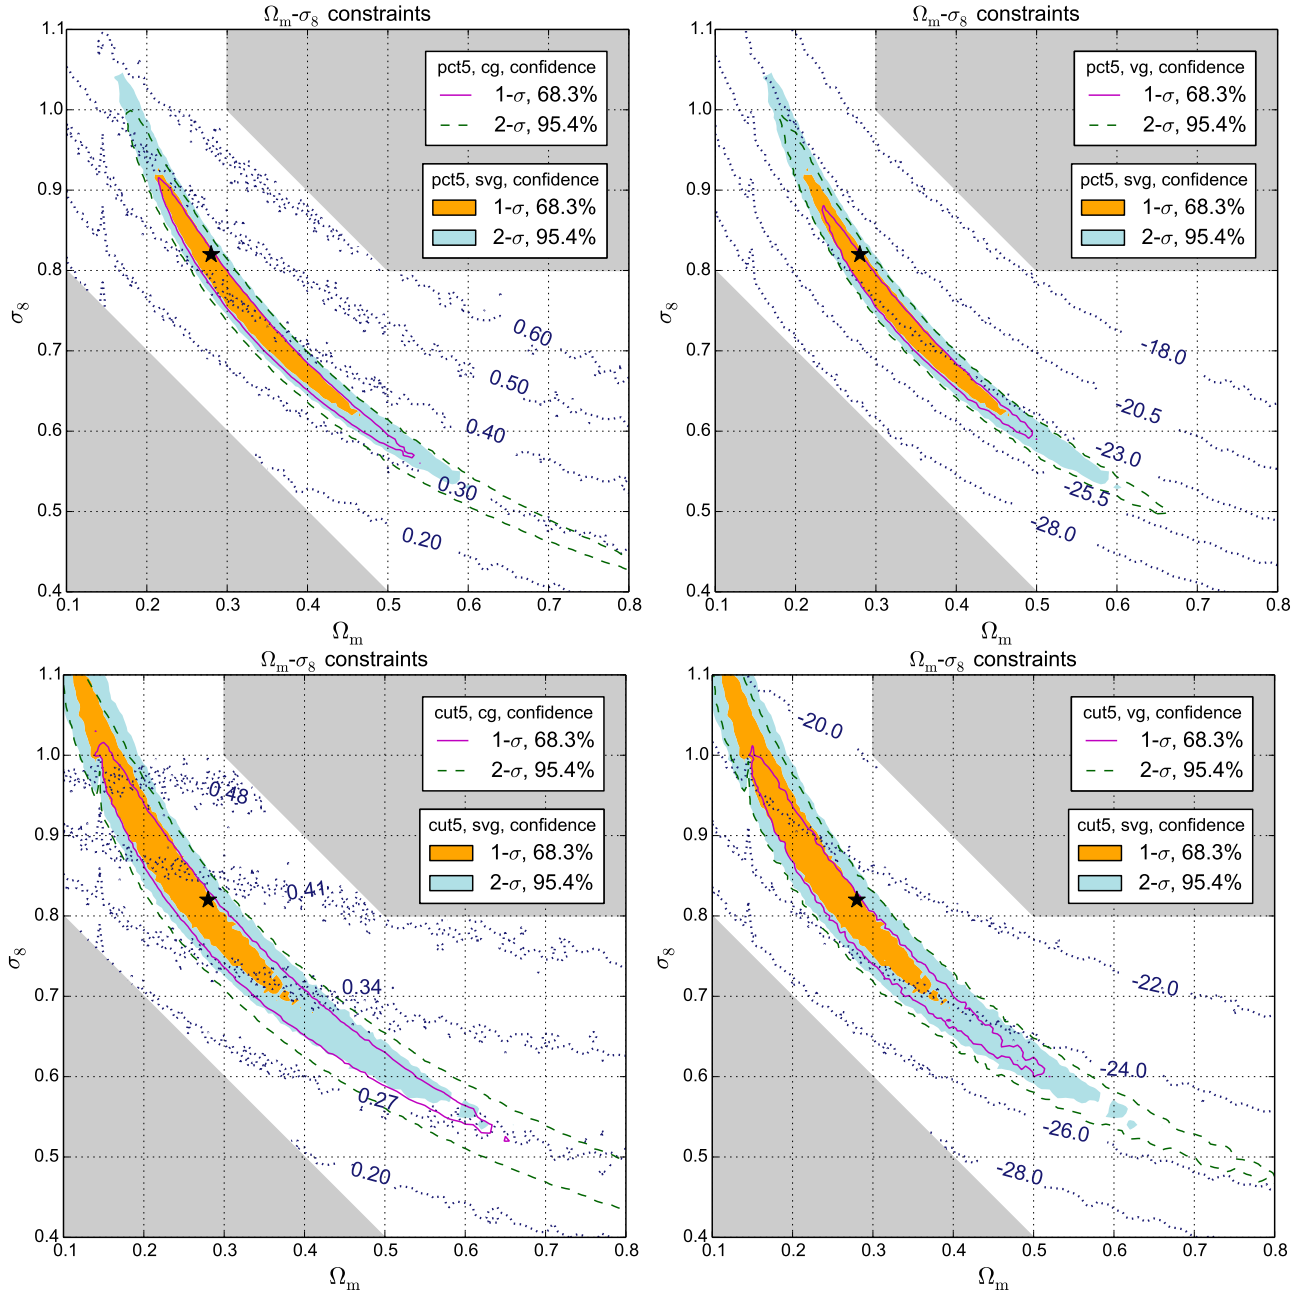 Ωm-σ8 constraints
1.1
1.0
0.9
0.8
0.7
0.6
0.5
0.4
σ8
pct5, cg, confidence
1-σ, 68.3%
2-σ, 95.4%
pct5, svg, confidence
1-σ, 68.3%
2-σ, 95.4%
0.60
0.50
0.40
0.30
0.20
0.1 0.2 0.3 0.4 0.5 0.6 0.7 0.8
Ωm
Ωm-σ8 constraints
1.1
1.0
0.9
0.8
0.7
0.6
0.5
0.4
σ8
pct5, vg, confidence
1-σ, 68.3%
2-σ, 95.4%
pct5, svg, confidence
1-σ, 68.3%
2-σ, 95.4%
-18.0
-20.5
-23.0
-25.5
-28.0
0.1 0.2 0.3 0.4 0.5 0.6 0.7 0.8
Ωm
Ωm-σ8 constraints
1.1
1.0
0.9
0.8
0.7
0.6
0.5
0.4
σ8
cut5, cg, confidence
1-σ, 68.3%
2-σ, 95.4%
cut5, svg, confidence
1-σ, 68.3%
2-σ, 95.4%
0.48
0.41
0.34
0.27
0.20
0.1 0.2 0.3 0.4 0.5 0.6 0.7 0.8
Ωm
Ωm-σ8 constraints
1.1
1.0
0.9
0.8
0.7
0.6
0.5
0.4
σ8
cut5, vg, confidence
1-σ, 68.3%
2-σ, 95.4%
cut5, svg, confidence
1-σ, 68.3%
2-σ, 95.4%
-20.0
-22.0
-24.0
-26.0
-28.0
0.1 0.2 0.3 0.4 0.5 0.6 0.7 0.8
Ωm